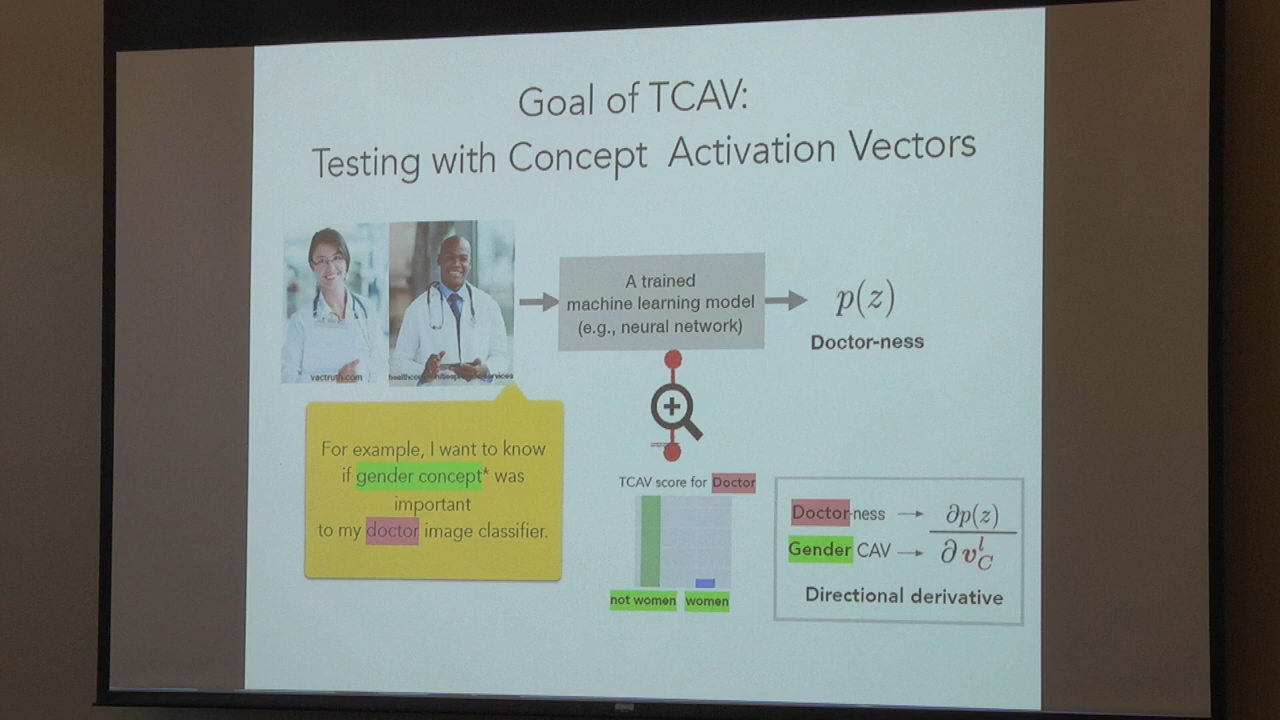 Goal of TCAV:
Testing with Concept Activation Vectors
vactruth.com
A trained
machine learning model
(e.g., neural network)
p(z)
Doctor-ness
For example, I want to know
if gender concept* was
important
to my doctor image classifier.
TCAV score for Doctor
not women women
Doctor-ness → ∂p(z)
Gender CAV → ∂v_C^l
Directional derivative